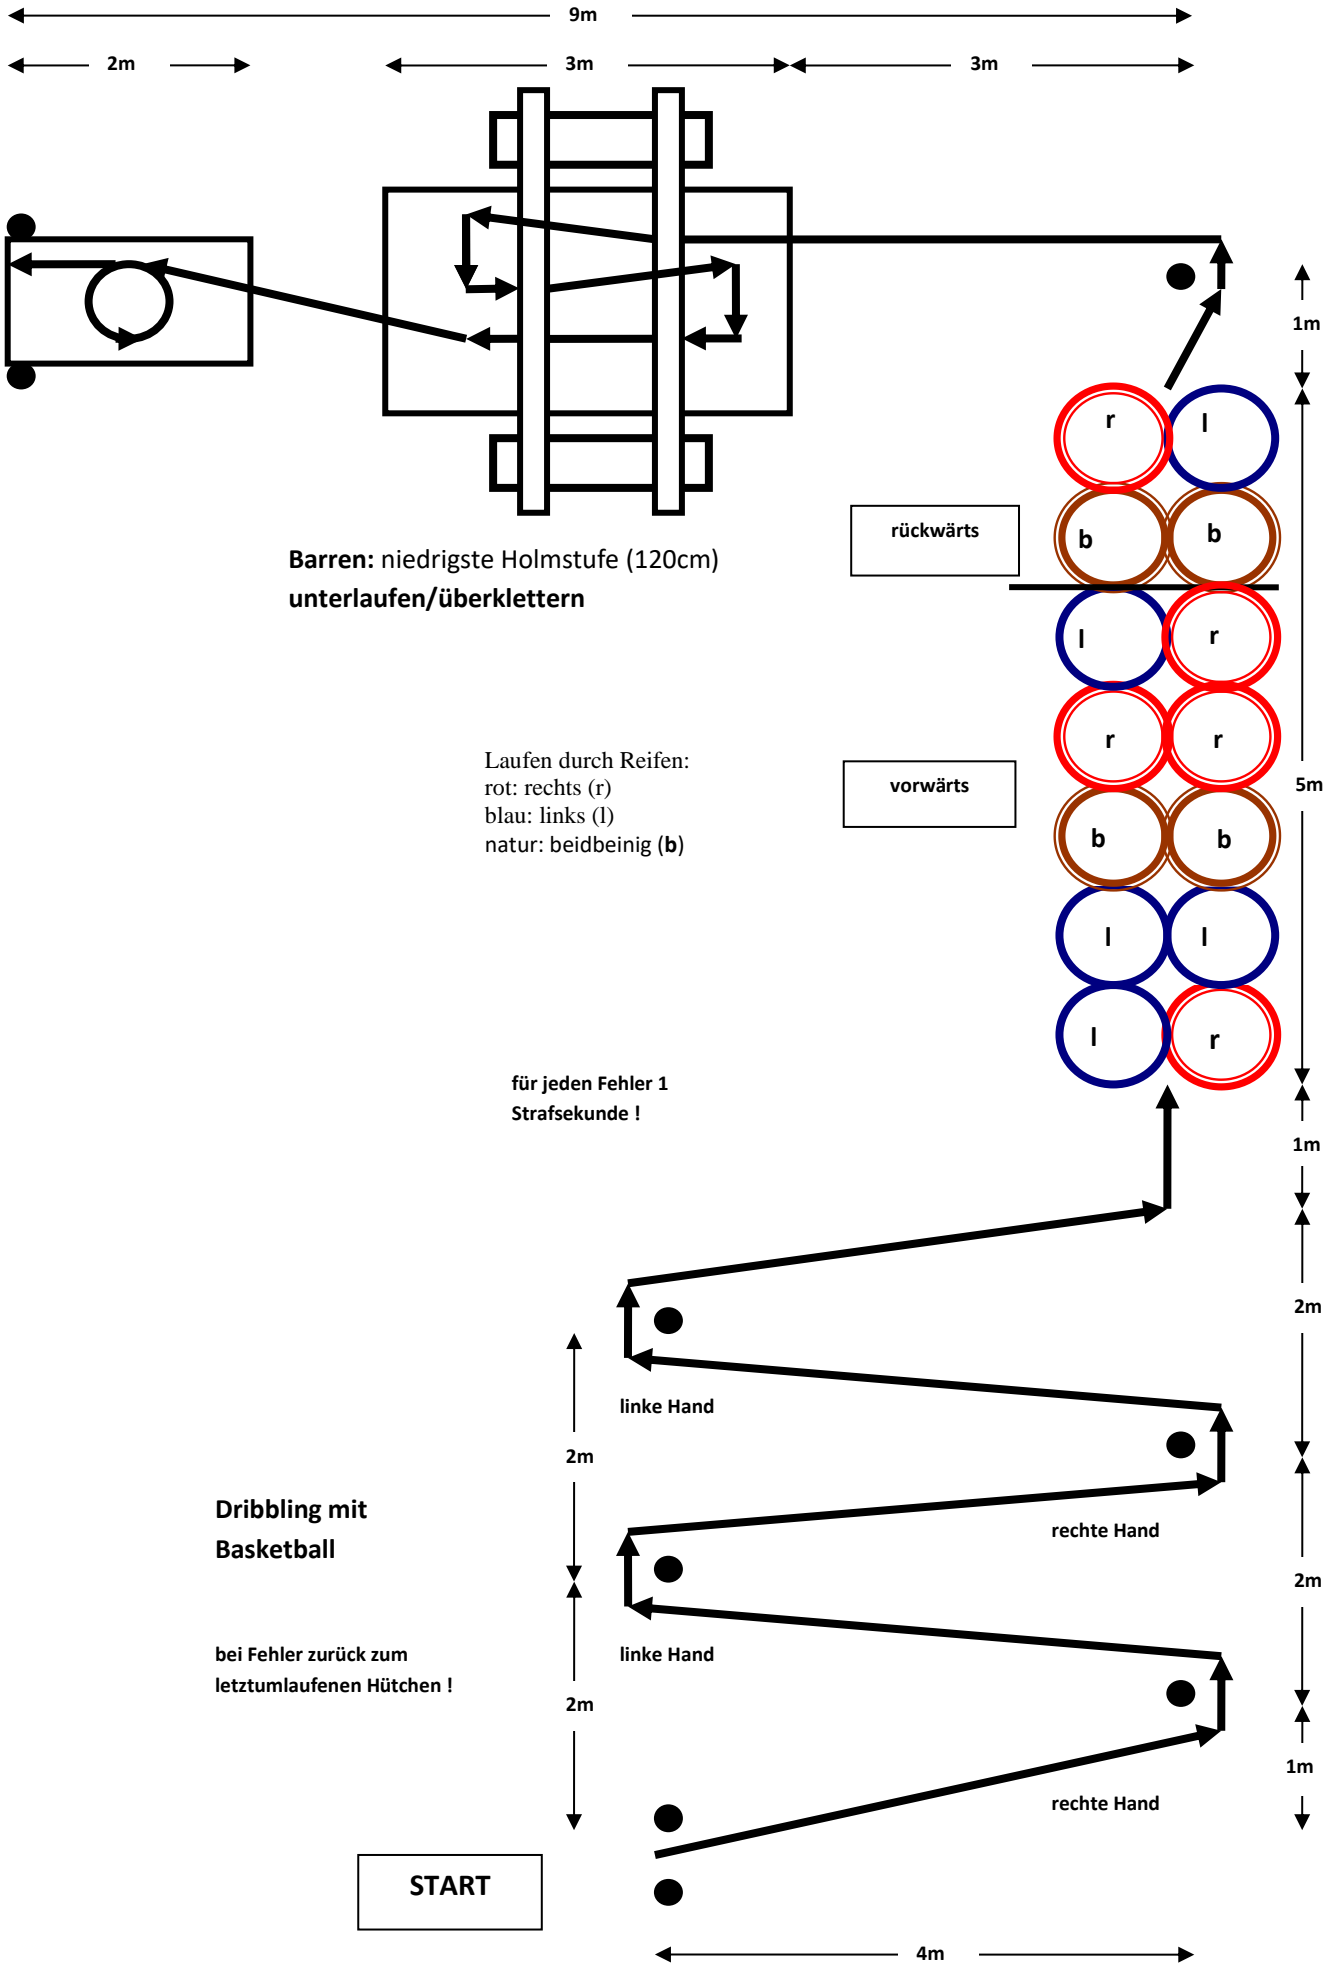 9m
2m
3m
3m
1m
r
l
rückwärts
b
b
Barren: niedrigste Holmstufe (120cm)
unterlaufen/überklettern
l
r
Laufen durch Reifen:
rot: rechts (r)
blau: links (l)
natur: beidbeinig (b)
r
r
vorwärts
5m
b
b
l
l
l
r
für jeden Fehler 1
Strafsekunde !
1m
2m
linke Hand
2m
Dribbling mit
Basketball
rechte Hand
2m
bei Fehler zurück zum
letztumlaufenen Hütchen !
linke Hand
2m
1m
rechte Hand
START
4m